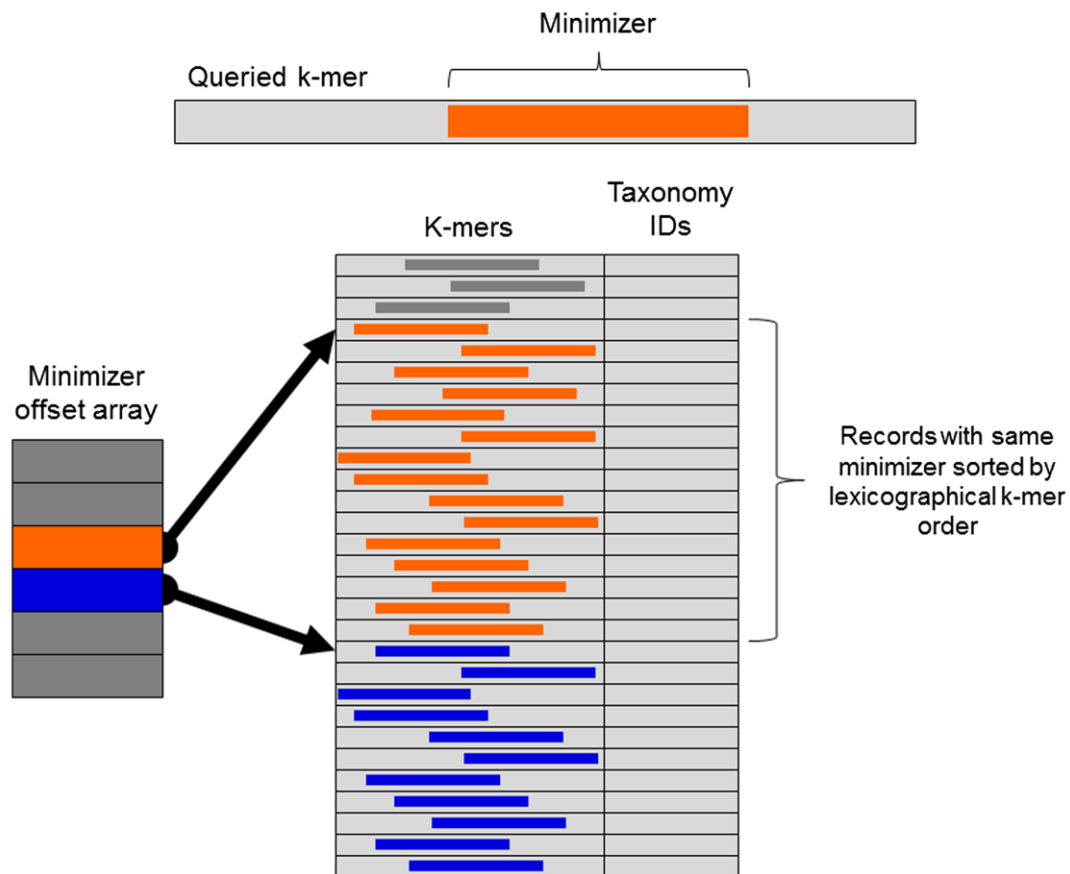 Minimizer
Queried k-mer
Taxonomy
IDs
K-mers
Minimizer
offset array
Records with same
minimizer sorted by
lexicographical k-mer
order